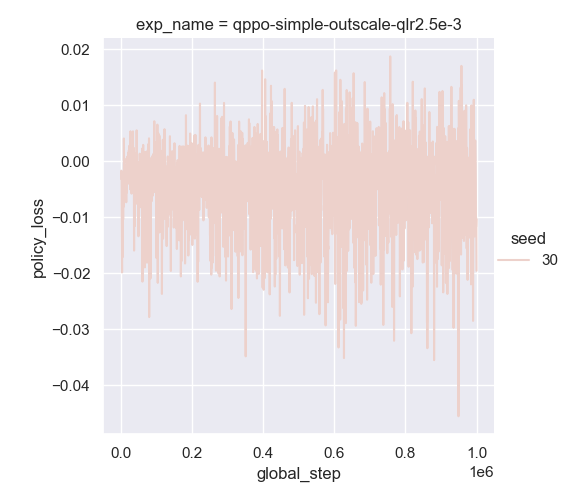 exp_name = qppo-simple-outscale-qlr2.5e-3
0.02
0.01
0.00
−0.01
−0.02
−0.03
−0.04
policy_loss
0.0 0.2 0.4 0.6 0.8 1.0
1e6
global_step
seed
30